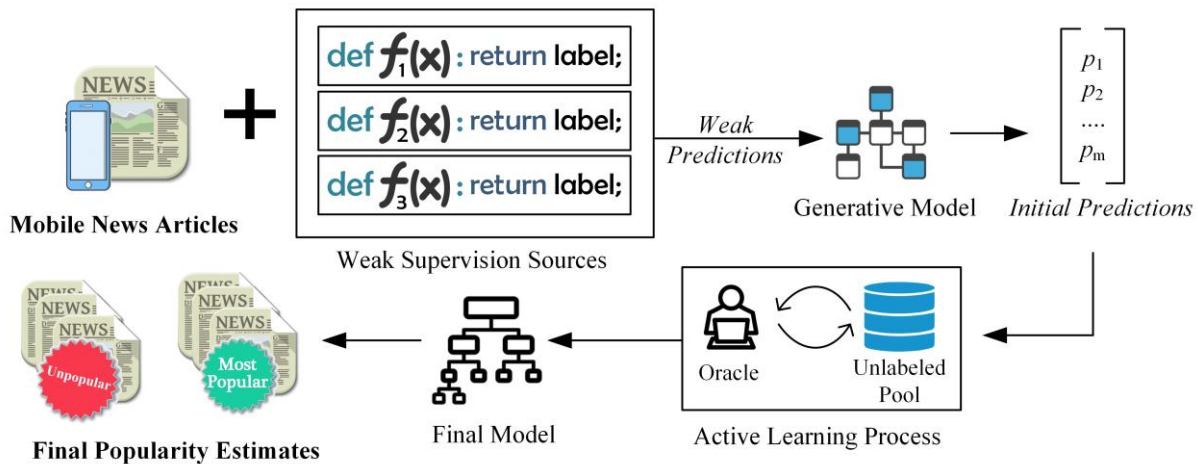 NEWS
Mobile News Articles
+
def f1(x): return label;
def f2(x): return label;
def f3(x): return label;
Weak Supervision Sources
Weak
Predictions
Generative Model
p1
p2
....
pm
Initial Predictions
NEWS
NEWS
NEWS
Unpopular
NEWS
NEWS
NEWS
Most
Popular
Final Popularity Estimates
Final Model
Oracle
Unlabeled
Pool
Active Learning Process